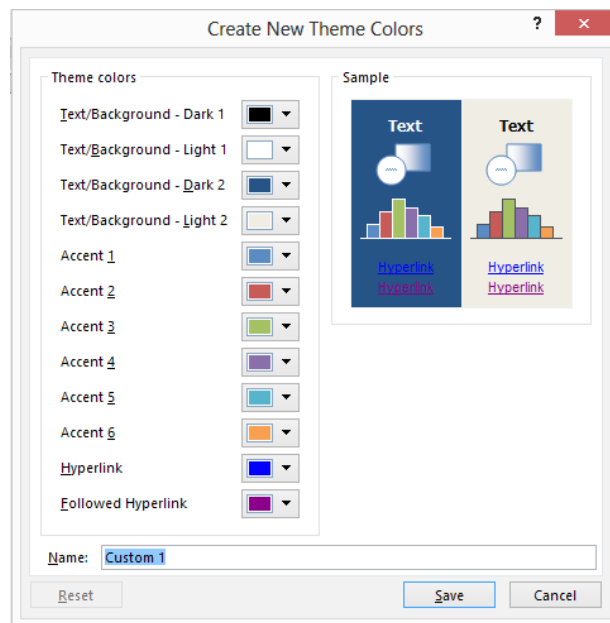 Create New Theme Colors
?
Theme colors
Text/Background - Dark 1
Text/Background - Light 1
Text/Background - Dark 2
Text/Background - Light 2
Accent 1
Accent 2
Accent 3
Accent 4
Accent 5
Accent 6
Hyperlink
Followed Hyperlink
Sample
Text Text
Hyperlink Hyperlink
Hyperlink Hyperlink
Name: Custom 1
Reset Save Cancel